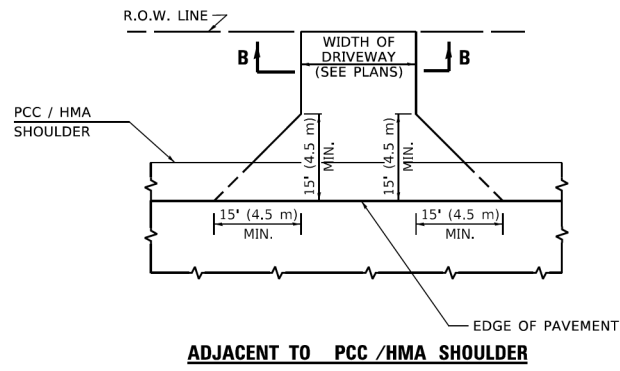 R.O.W. LINE
WIDTH OF
DRIVEWAY
(SEE PLANS)
B
B
PCC / HMA
SHOULDER
15' (4.5 m)
MIN.
15' (4.5 m)
MIN.
15' (4.5 m)
MIN.
15' (4.5 m)
MIN.
EDGE OF PAVEMENT
ADJACENT TO PCC /HMA SHOULDER